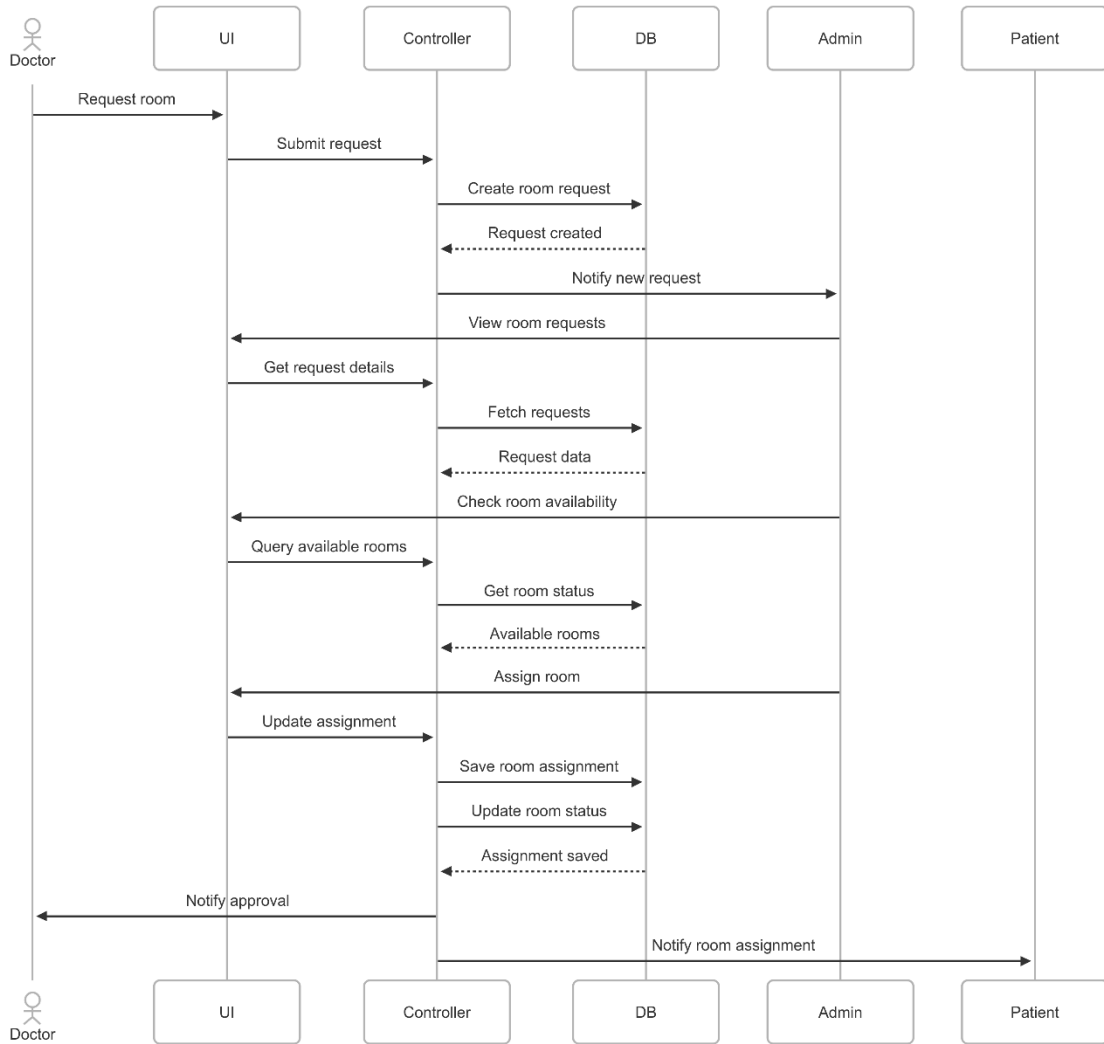 Doctor
UI
Controller
DB
Admin
Patient
Request room
Submit request
Create room request
Request created
Notify new request
View room requests
Get request details
Fetch requests
Request data
Check room availability
Query available rooms
Get room status
Available rooms
Assign room
Update assignment
Save room assignment
Update room status
Assignment saved
Notify approval
Notify room assignment
Doctor
UI
Controller
DB
Admin
Patient